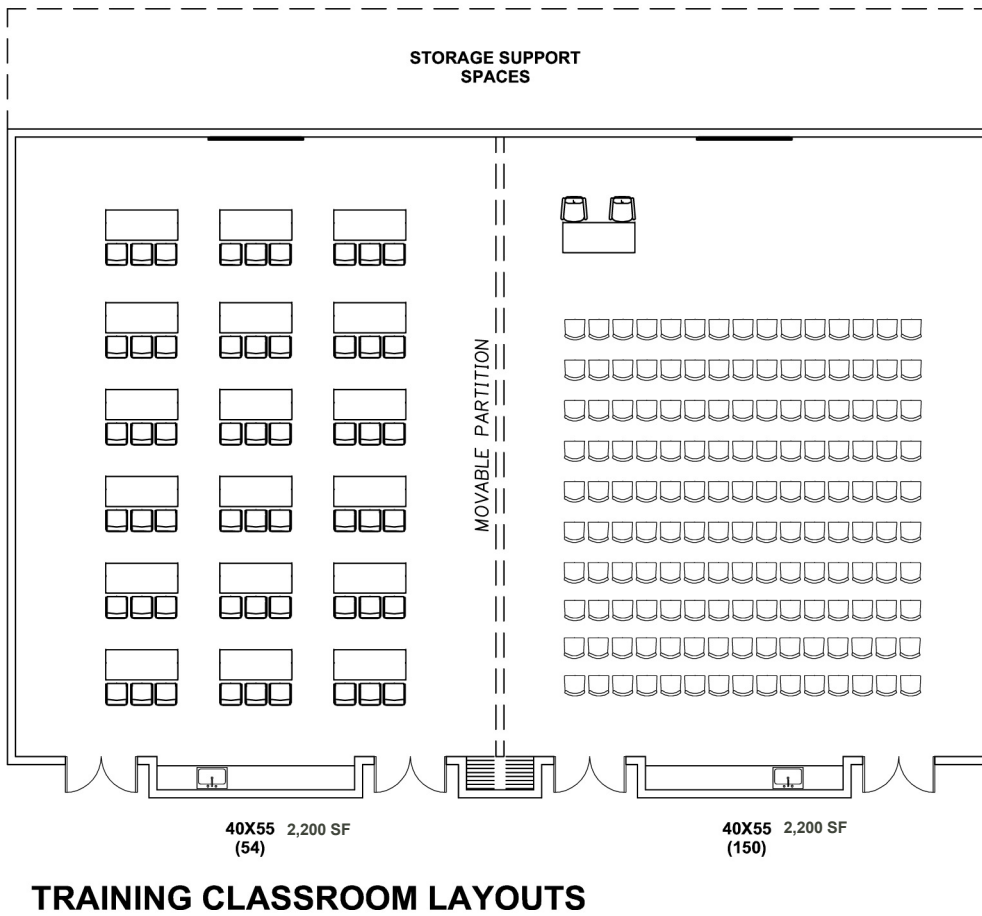 STORAGE SUPPORT
SPACES
MOVABLE PARTITION
40X55 2,200 SF
(54)
40X55 2,200 SF
(150)
TRAINING CLASSROOM LAYOUTS